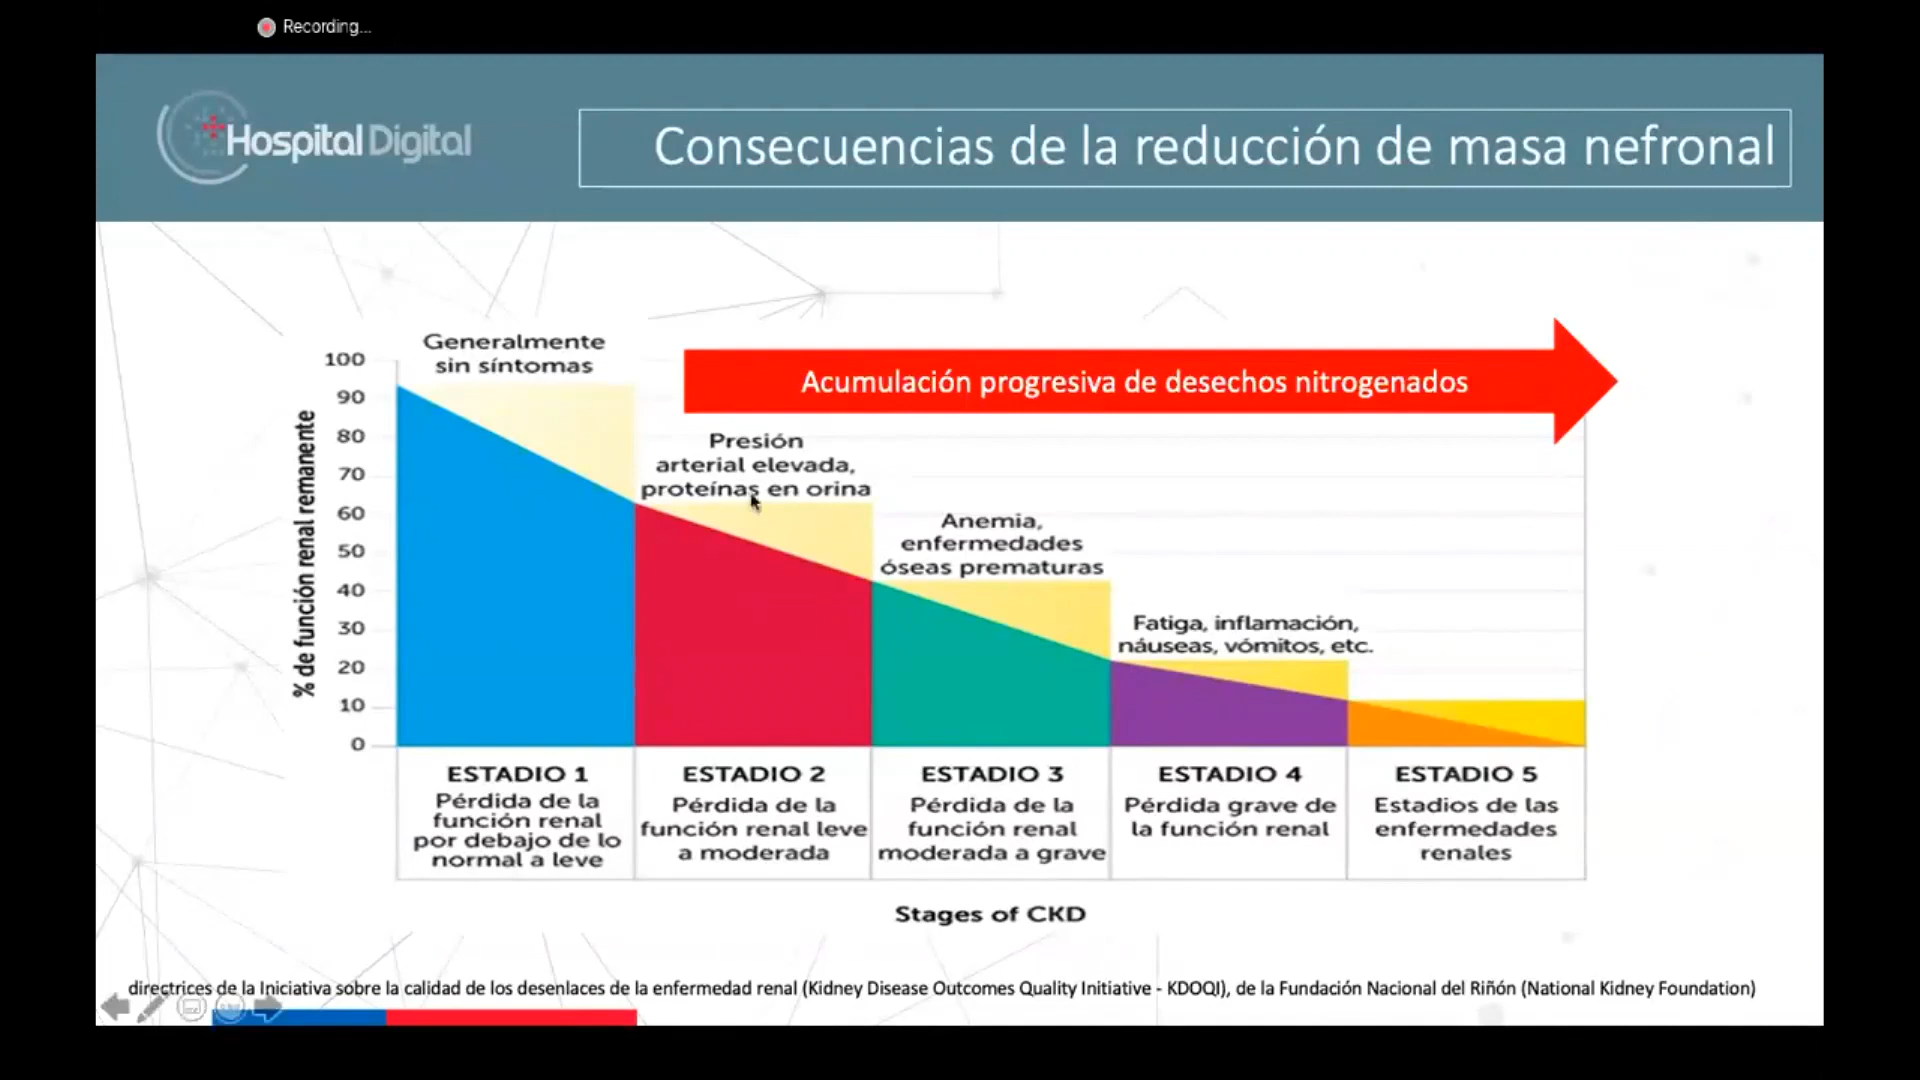 Recording...
Hospital Digital
Consecuencias de la reducción de masa nefronal
Generalmente
sin síntomas
Acumulación progresiva de desechos nitrogenados
Presión
arterial elevada,
proteínas en orina
Anemia,
enfermedades
óseas prematuras
Fatiga, inflamación,
náuseas, vómitos, etc.
% de función renal remanente
100
90
80
70
60
50
40
30
20
10
0
ESTADIO 1
Pérdida de la
función renal
por debajo de lo
normal a leve
ESTADIO 2
Pérdida de la
función renal leve
a moderada
ESTADIO 3
Pérdida de la
función renal
moderada a grave
ESTADIO 4
Pérdida grave de
la función renal
ESTADIO 5
Estadios de las
enfermedades
renales
Stages of CKD
directrices de la Iniciativa sobre la calidad de los desenlaces de la enfermedad renal (Kidney Disease Outcomes Quality Initiative - KDOQI), de la Fundación Nacional del Riñón (National Kidney Foundation)